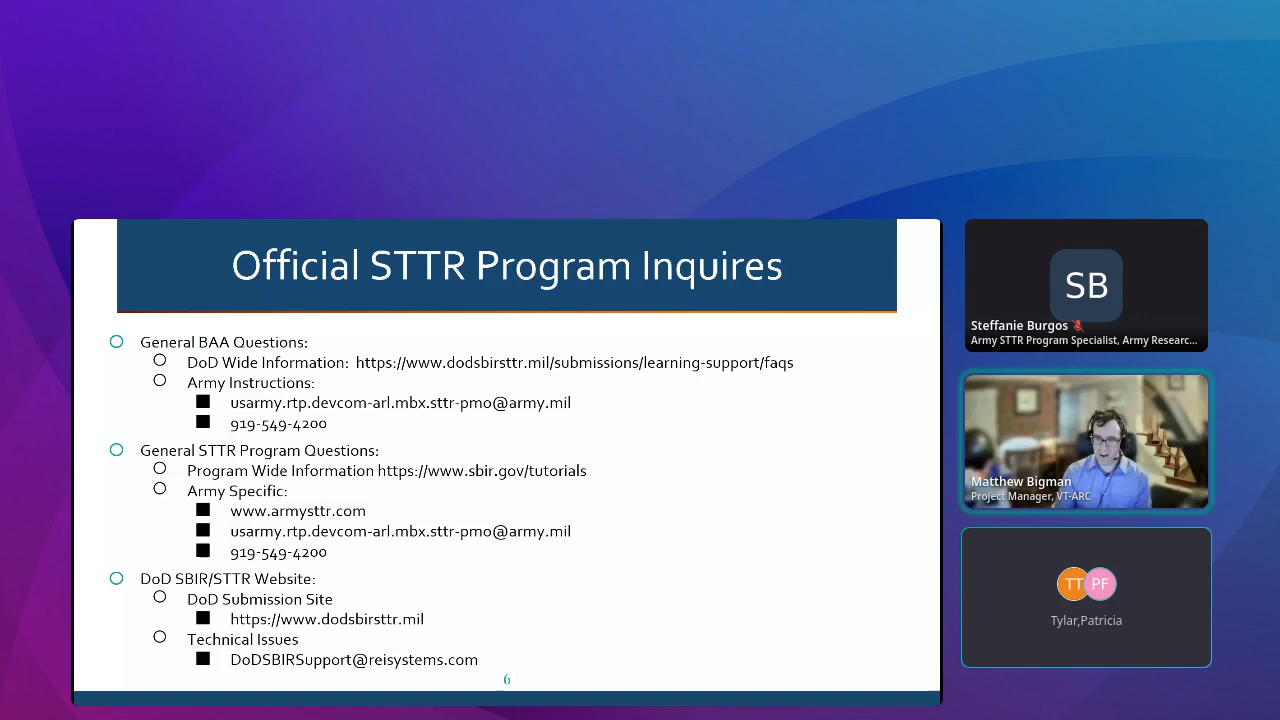 Official STTR Program Inquires
General BAA Questions:
DoD Wide Information: https://www.dodsbirsttr.mil/submissions/learning-support/faqs
Army Instructions:
usarmy.rtp.devcom-arl.mbx.sttr-pmo@army.mil
919-549-4200
General STTR Program Questions:
Program Wide Information https://www.sbir.gov/tutorials
Army Specific:
www.armysttr.com
usarmy.rtp.devcom-arl.mbx.sttr-pmo@army.mil
919-549-4200
DoD SBIR/STTR Website:
DoD Submission Site
https://www.dodsbirsttr.mil
Technical Issues
DoDSBIRSupport@reisystems.com
6
SB
Steffanie Burgos
Army STTR Program Specialist, Army Researc...
Matthew Bigman
Project Manager, VT-ARC
TT PF
Tylar,Patricia